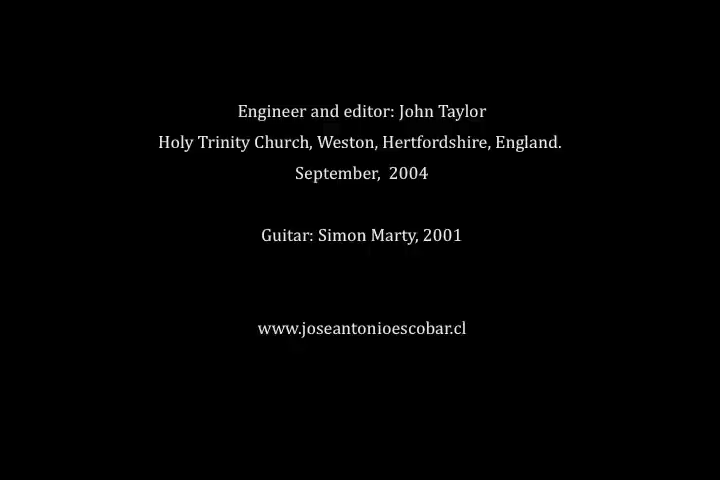 Engineer and editor: John Taylor
Holy Trinity Church, Weston, Hertfordshire, England.
September,  2004
Guitar: Simon Marty, 2001
www.joseantonioescobar.cl